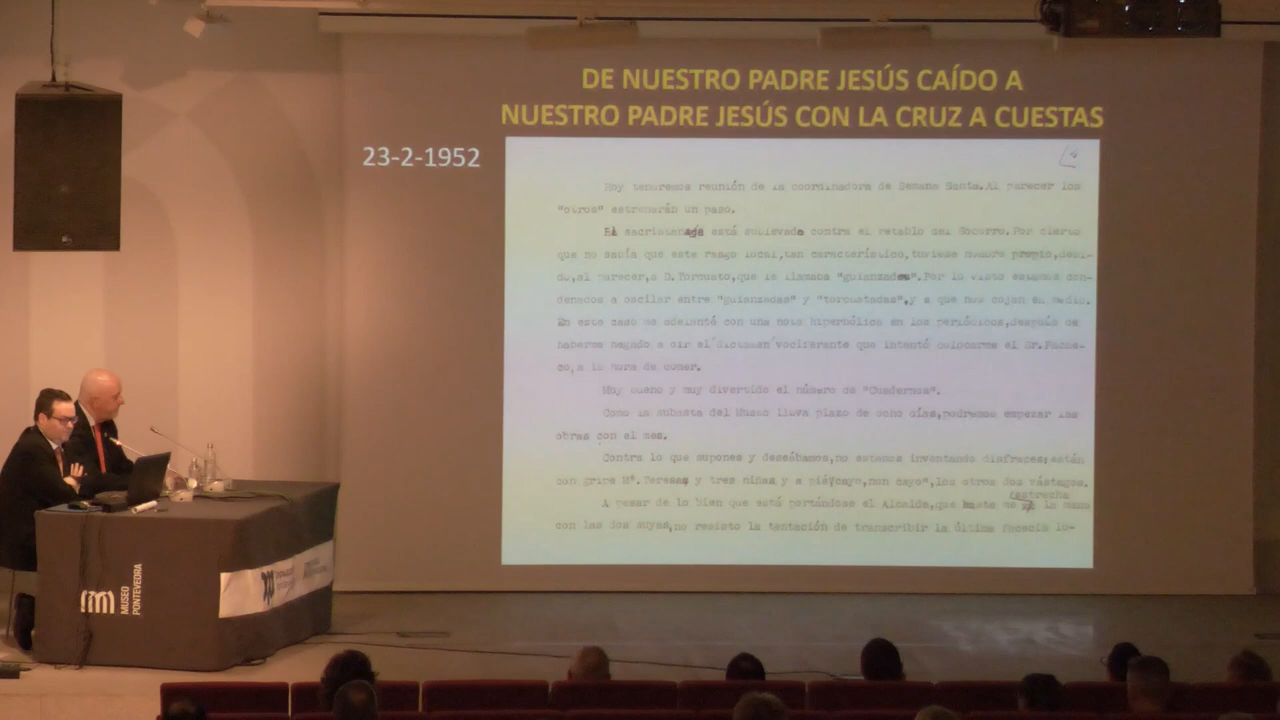 DE NUESTRO PADRE JESÚS CAÍDO A
NUESTRO PADRE JESÚS CON LA CRUZ A CUESTAS
23-2-1952
Hoy tendremos reunión de la coordinadora de Semana Santa.Al parecer los
"otros" estrenarán un paso.
está sublevado contra el retablo del Socorro.Por cierto
que no sabía que este rasgo local,tan característico,tuviese nombre propio,debi-
do,al parecer,a D.Torcuato,que le llamaba "guianzadas".Por lo visto estamos con-
denados a oscilar entre "guianzadas" y "torcuatadas",y a que nos cojan en medio.
En este caso se adelantó con una nota hiperbólica en los periódicos,después de
haberse negado a oir el dictamen vociferante que intentó colocarme el Sr.
co,a la hora de comer.
Muy bueno y muy divertido el número de "Cuadernos".
Como la subasta del Museo lleva plazo de ocho días,podremos empezar las
obras con el mes.
Contra lo que supones y deseábamos,no estamos inventando disfraces;están
con gripe Mª. Teresa y tres niñas y a los otros dos vástagos.
estrecha
A pesar de lo bien que está portándose el Alcalde,que hasta me la mano
con las dos suyas,no resisto la tentación de transcribir la última facecia lo-
MUSEO
PONTEVEDRA